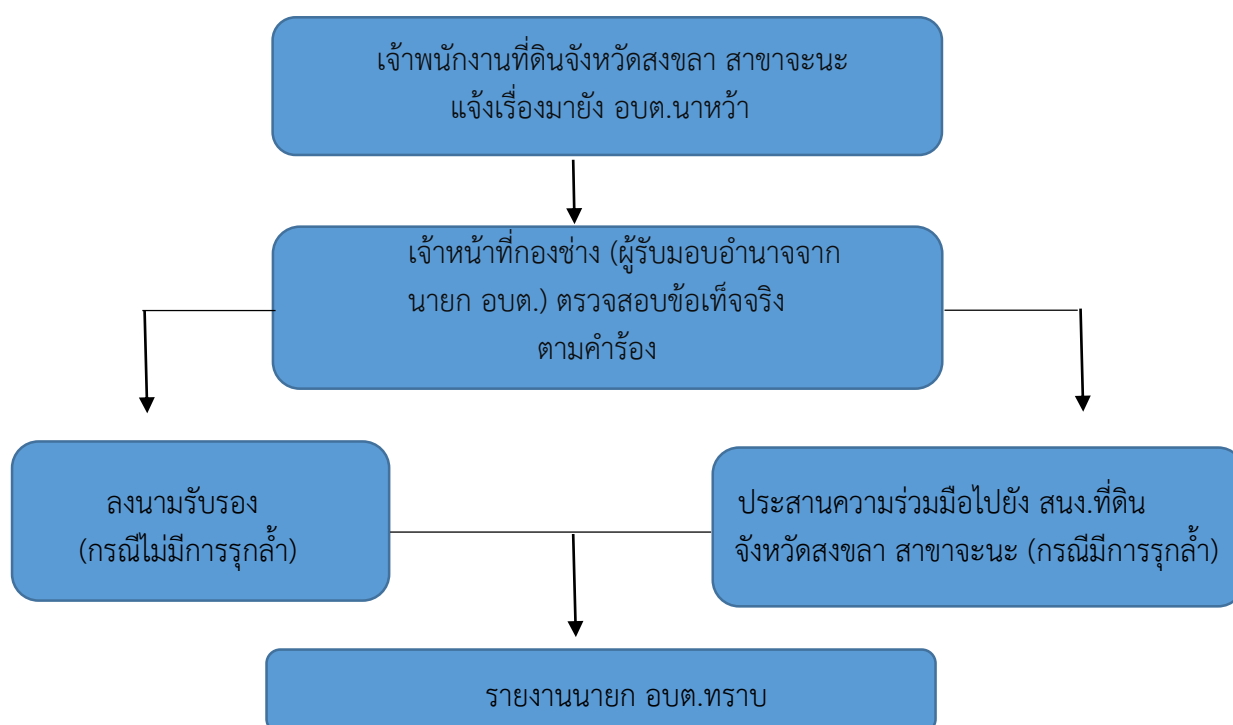 เจ้าพนักงานที่ดินจังหวัดสงขลา สาขาจะนะ
แจ้งเรื่องมายัง อบต.นาหว้า
เจ้าหน้าที่กองช่าง (ผู้รับมอบอำนาจจาก
นายก อบต.) ตรวจสอบข้อเท็จจริง
ตามคำร้อง
ลงนามรับรอง
(กรณีไม่มีการรุกล้ำ)
ประสานความร่วมมือไปยัง สนง.ที่ดิน
จังหวัดสงขลา สาขาจะนะ (กรณีมีการรุกล้ำ)
รายงานนายก อบต.ทราบ